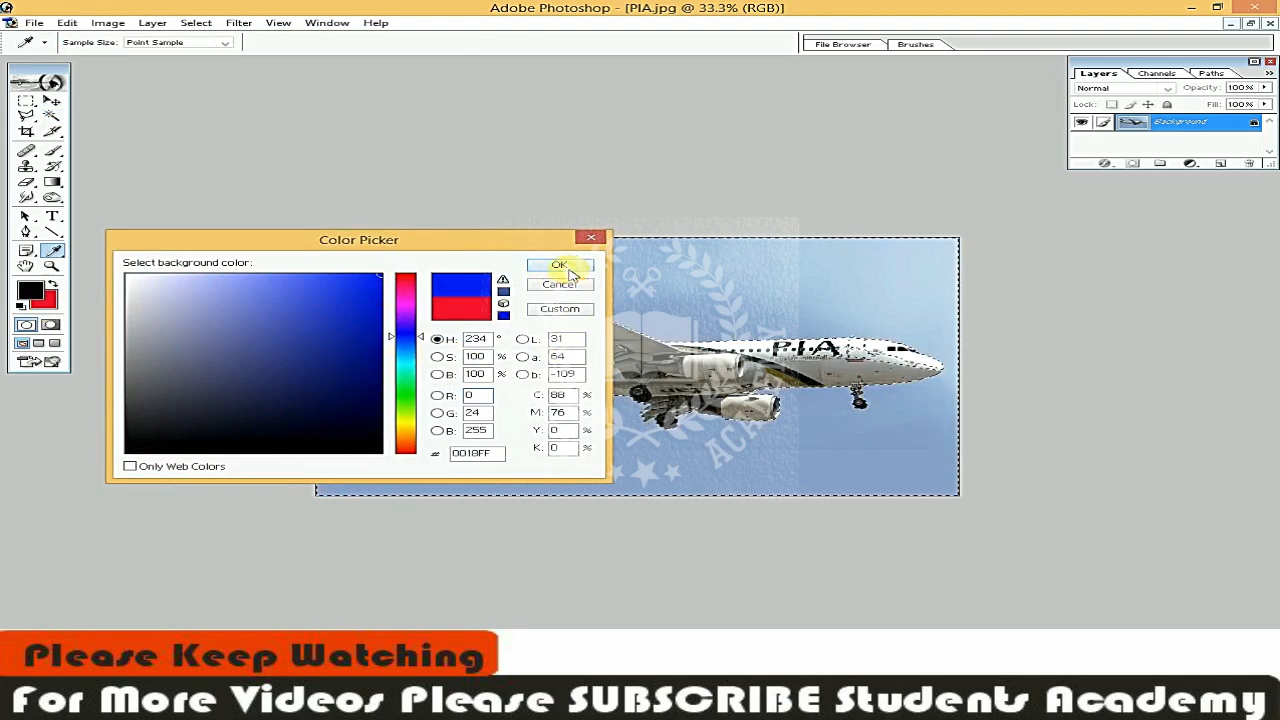 Adobe Photoshop - [PIA.jpg @ 33.3% (RGB)]
File Edit Image Layer Select Filter View Window Help
Sample Size: Point Sample
File Browser Brushes
Layers Channels Paths
Normal Opacity: 100%
Lock: Fill: 100%
Background
Color Picker
Select background color:
OK
Cancel
Custom
H: 234 °
S: 100 %
B: 100 %
R: 0
G: 24
B: 255
# 0018FF
L: 31
a: 64
b: -109
C: 88 %
M: 76 %
Y: 0 %
K: 0 %
Only Web Colors
PIA
Please Keep Watching
For More Videos Please SUBSCRIBE Students Academy